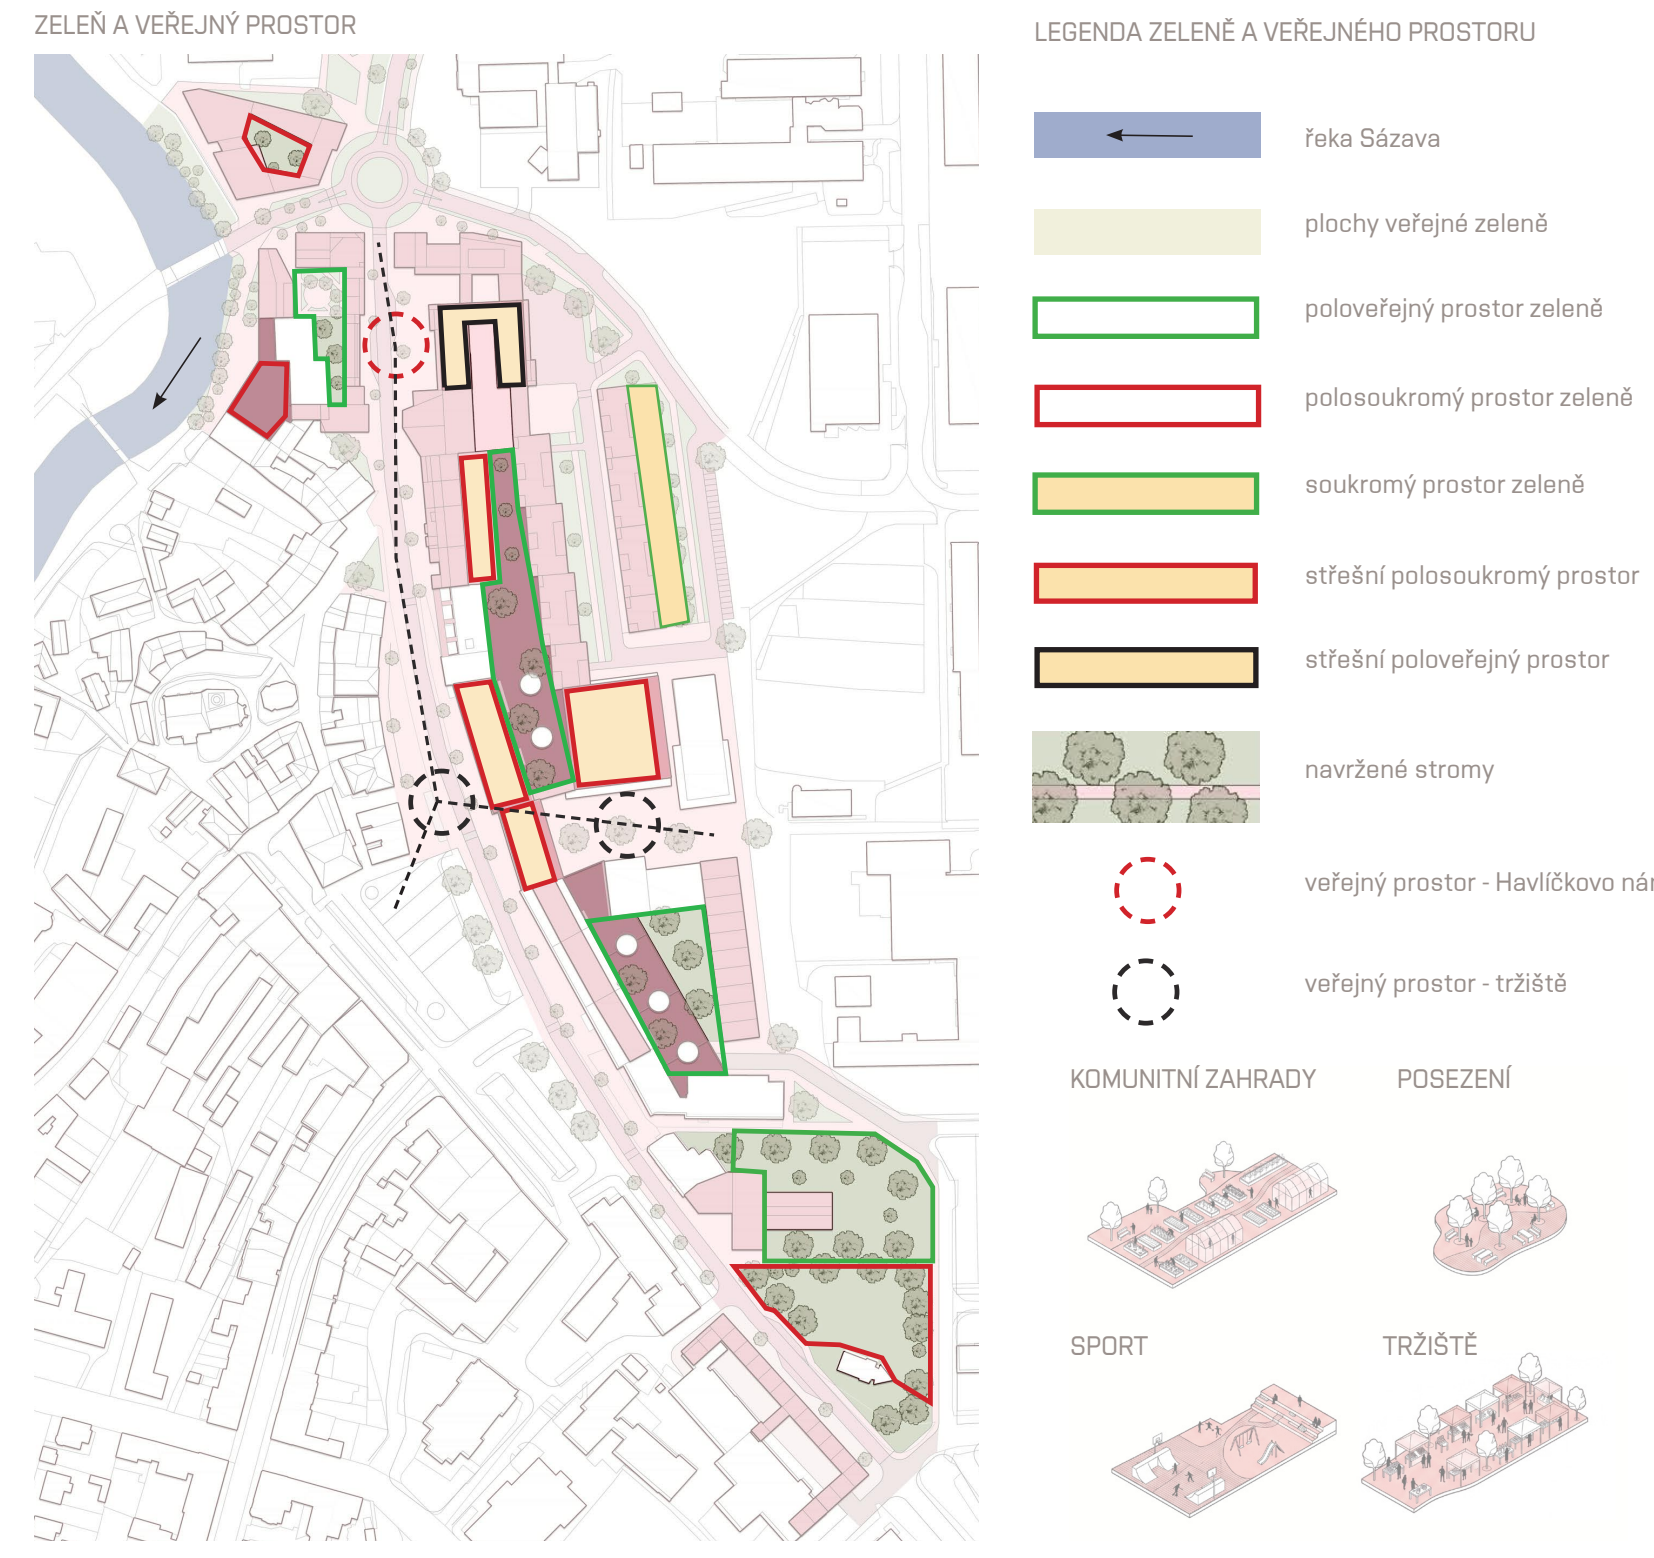 ZELEŇ A VEŘEJNÝ PROSTOR
LEGENDA ZELENĚ A VEŘEJNÉHO PROSTORU
řeka Sázava
plochy veřejné zeleně
poloveřejný prostor zeleně
polosoukromý prostor zeleně
soukromý prostor zeleně
střešní polosoukromý prostor
střešní poloveřejný prostor
navržené stromy
veřejný prostor - Havlíčkovo
veřejný prostor - tržiště
KOMUNITNÍ ZAHRADY
POSEZENÍ
SPORT
TRŽIŠTĚ